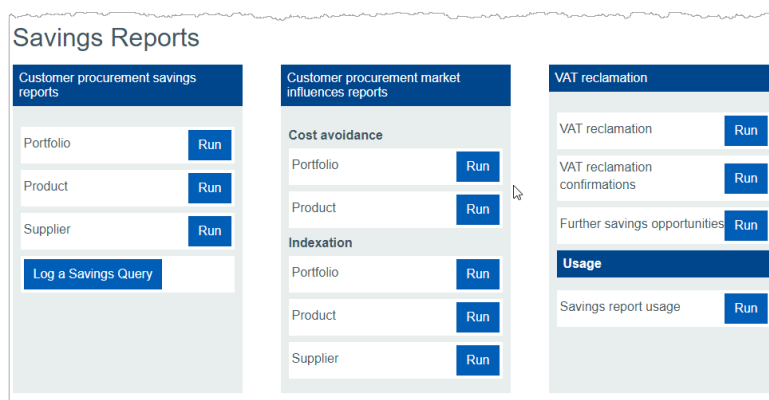 Savings Reports
Customer procurement savings
reports
Portfolio
Run
Product
Run
Supplier
Run
Log a Savings Query
Customer procurement market
influences reports
Cost avoidance
Portfolio
Run
Product
Run
Indexation
Portfolio
Run
Product
Run
Supplier
Run
VAT reclamation
VAT reclamation
Run
VAT reclamation
confirmations
Run
Further savings opportunities
Run
Usage
Savings report usage
Run